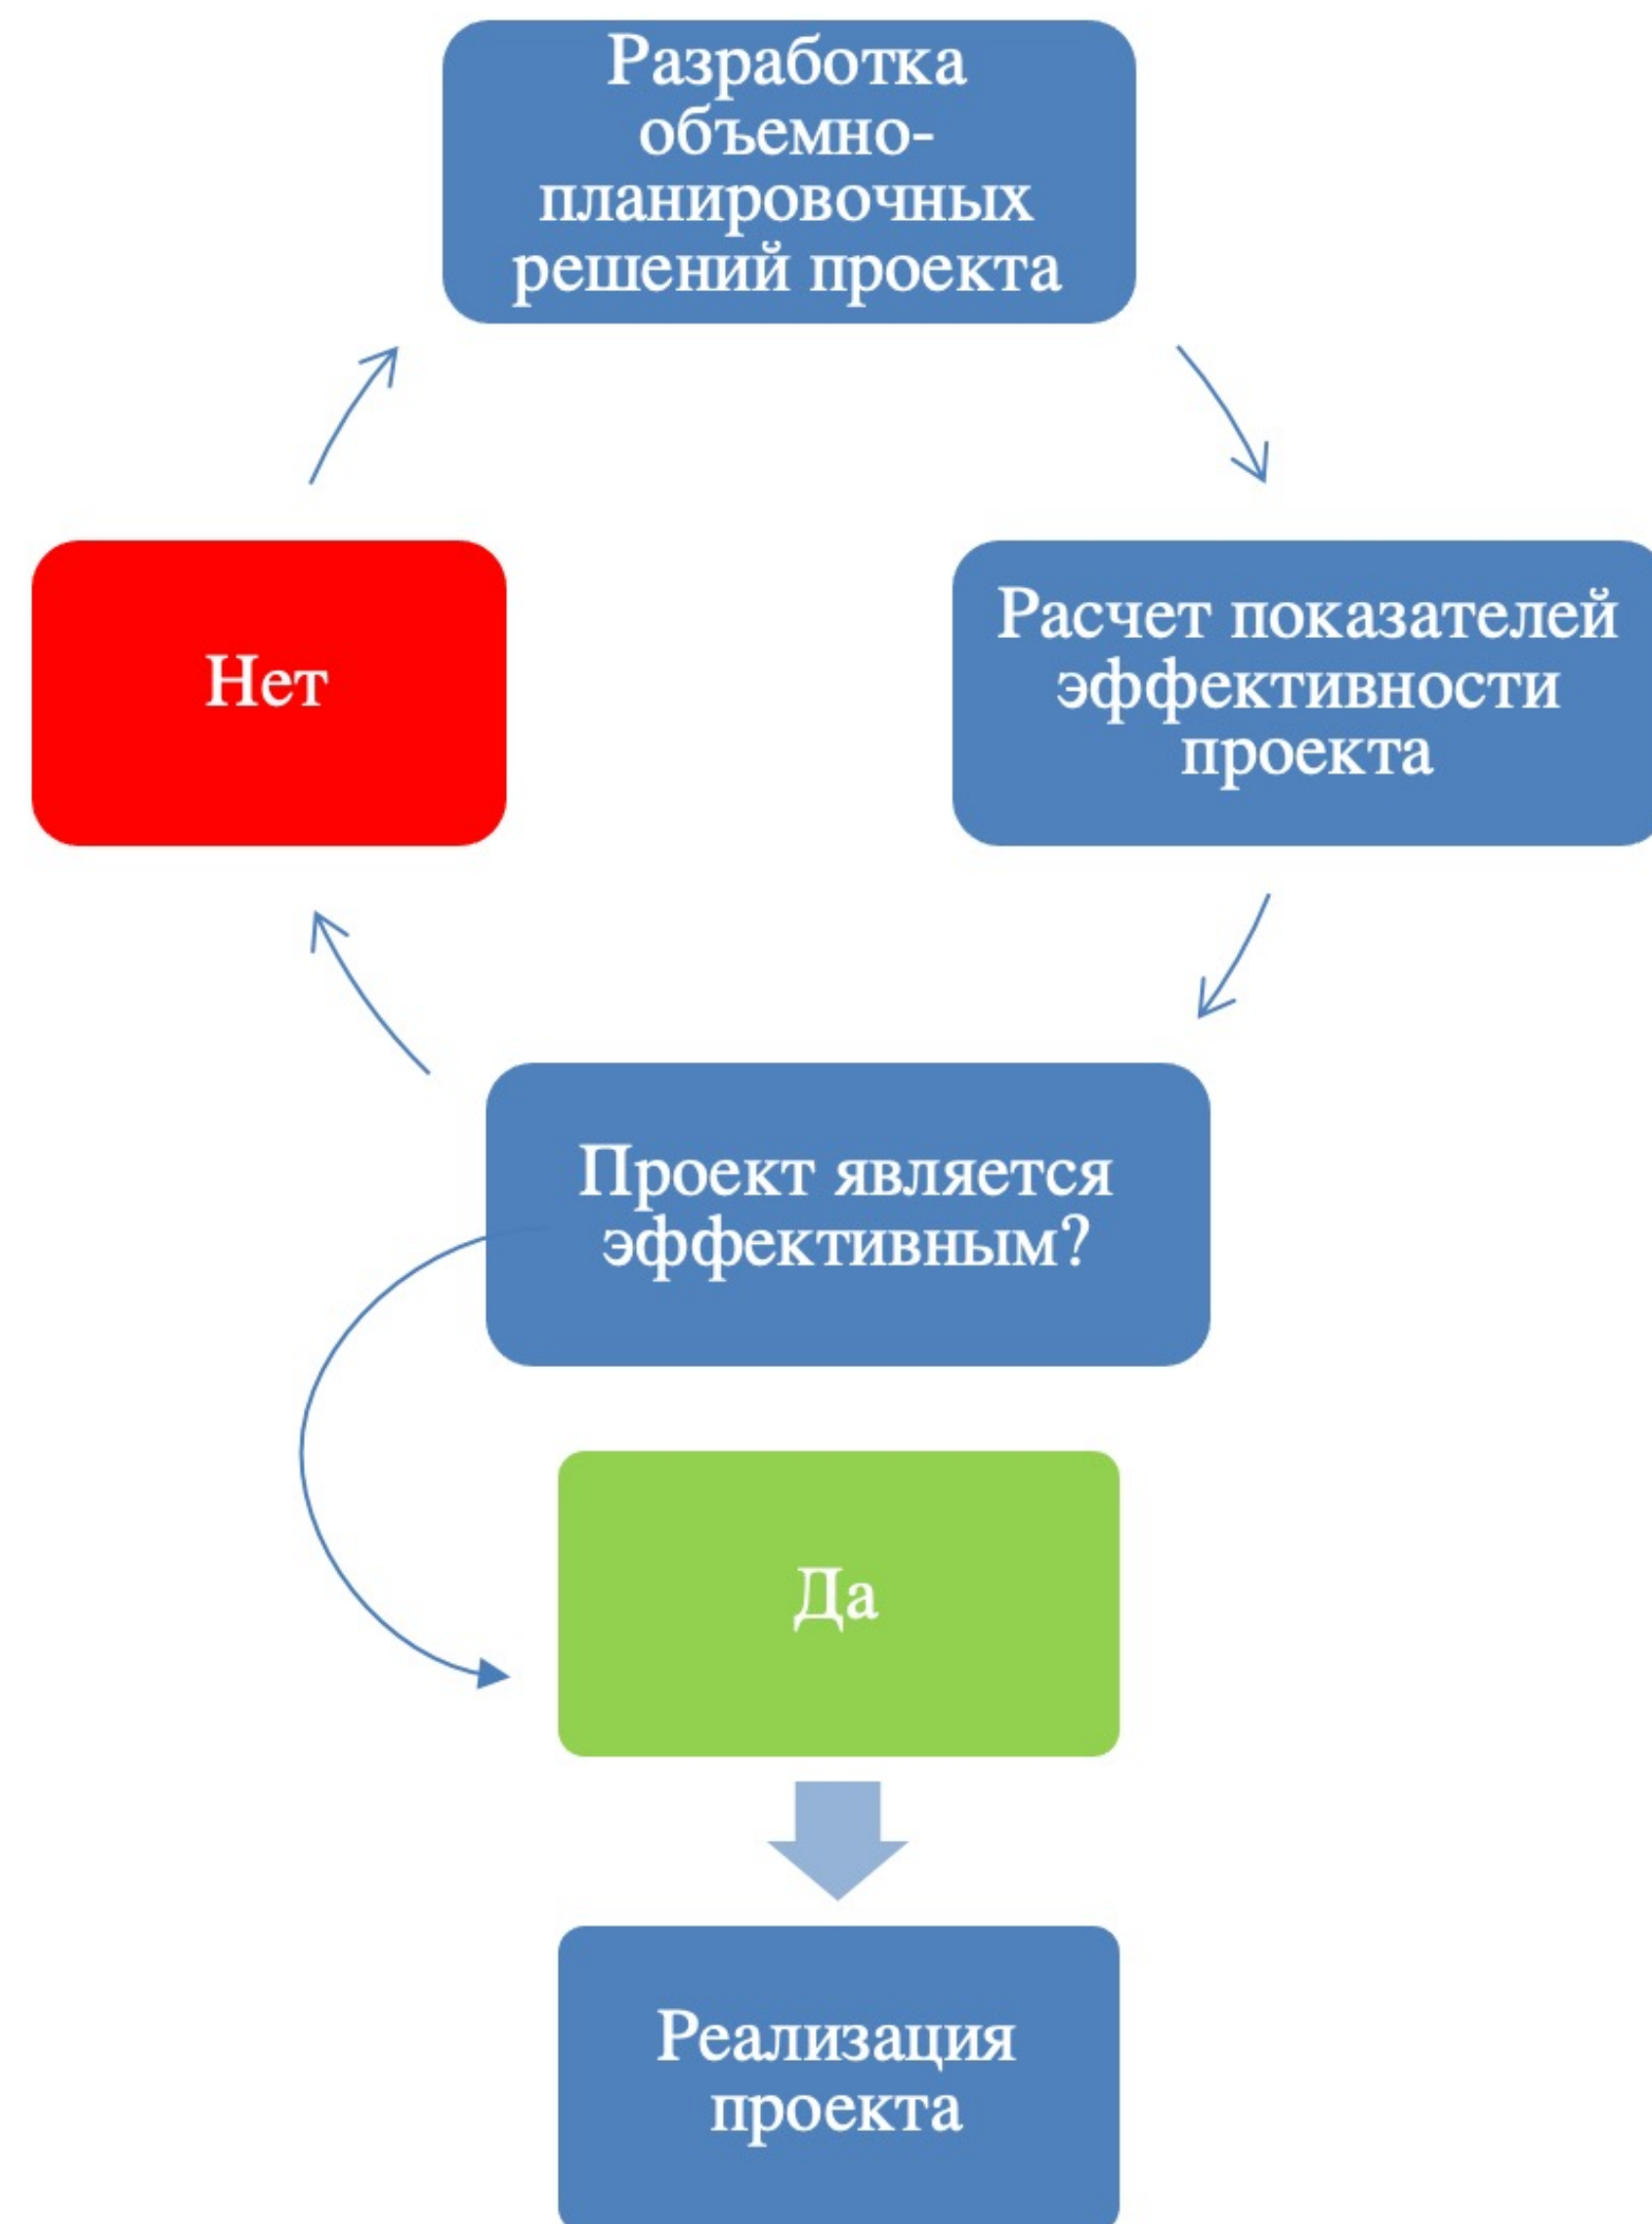 Разработка
объемно-
планировочных
решений проекта
Расчет показателей
эффективности
проекта
Нет
Проект является
эффективным?
Да
Реализация
проекта